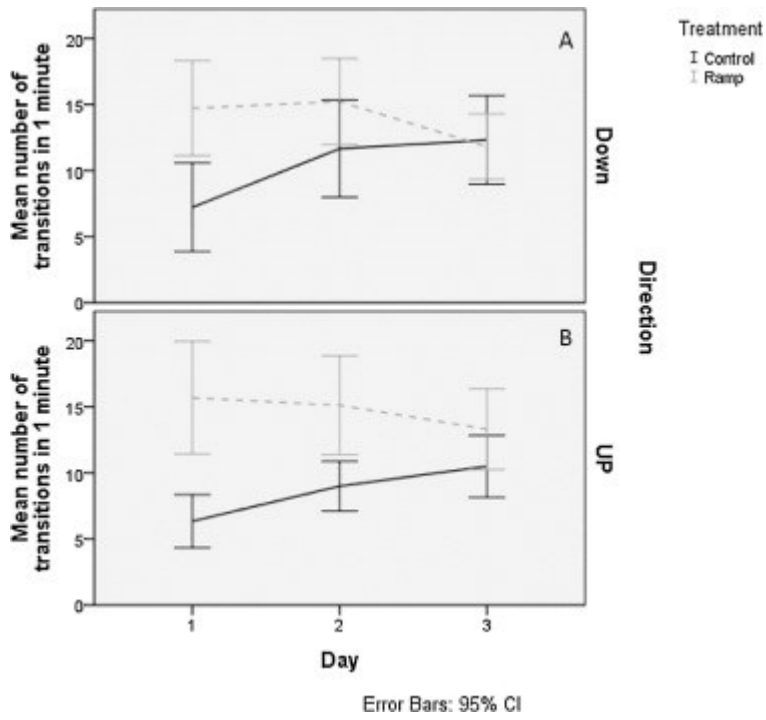 Treatment
Control
Ramp
A
Mean number of
transitions in 1 minute
20
15
10
5
0
Down
Direction
B
Mean number of
transitions in 1 minute
20
15
10
5
0
UP
1 2 3
Day
Error Bars: 95% CI